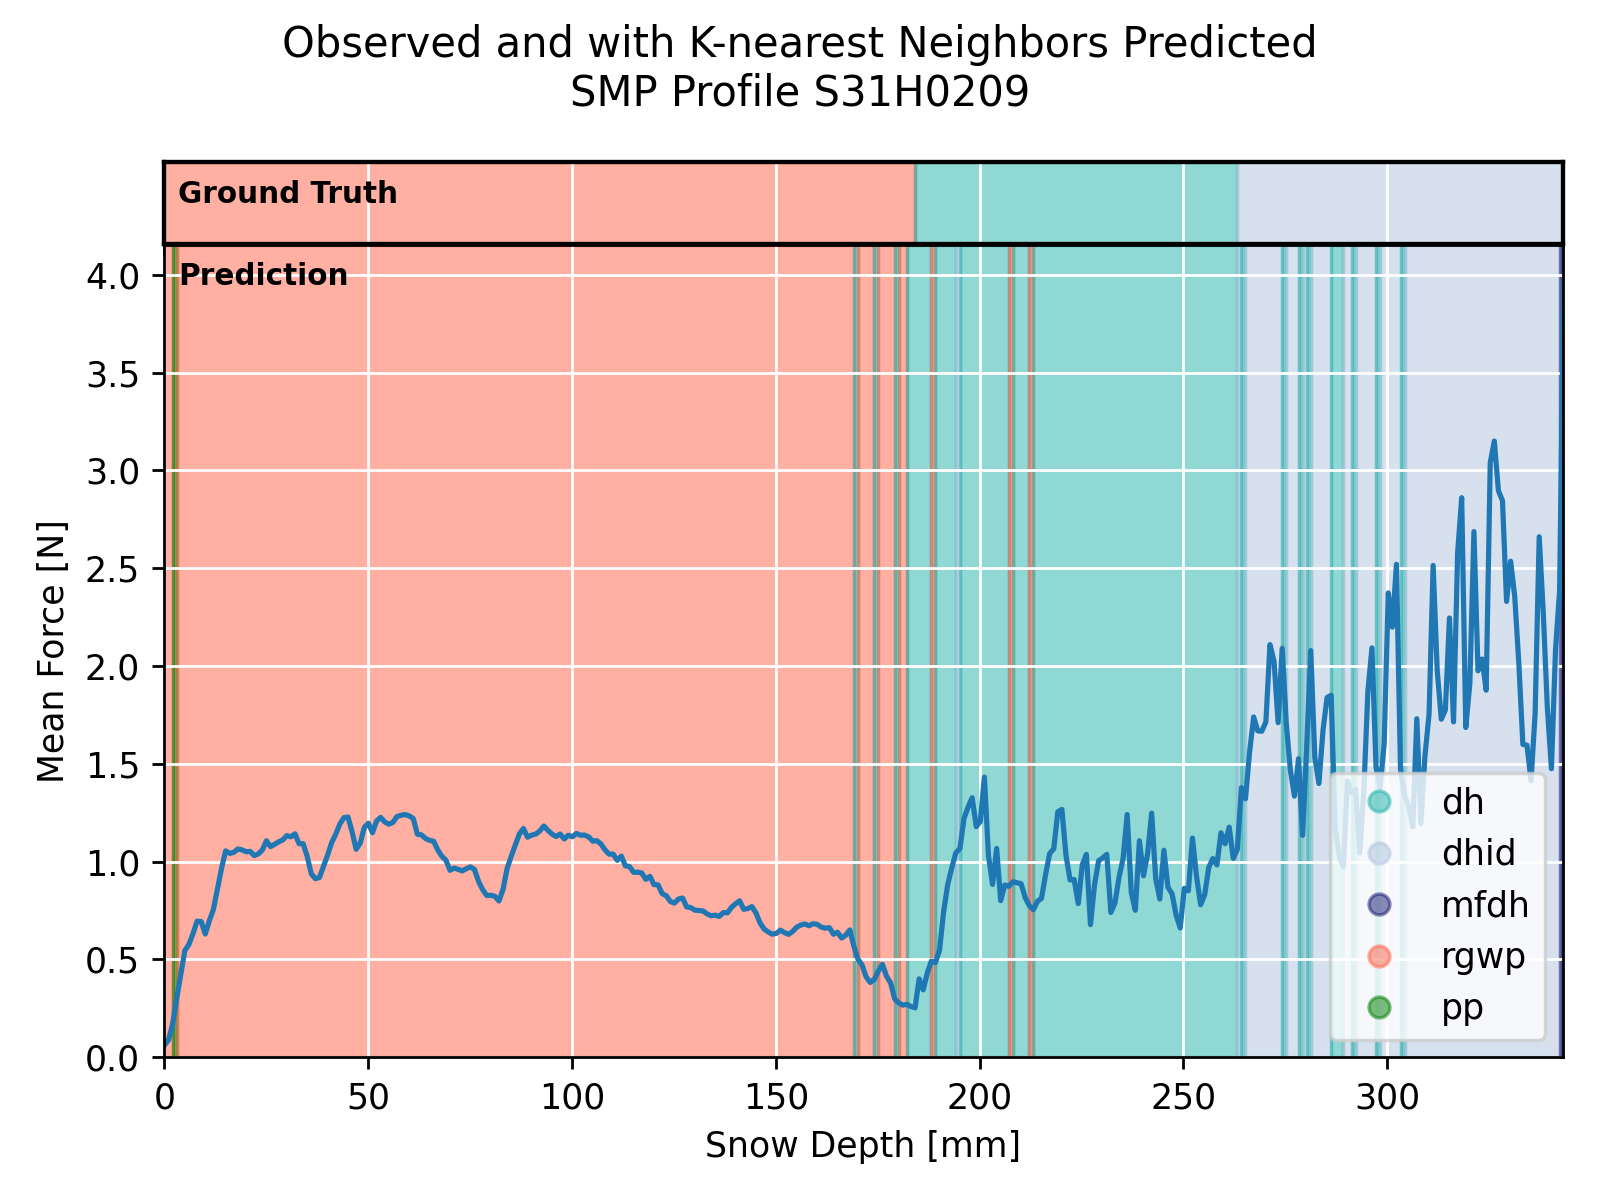 Observed and with K-nearest Neighbors Predicted
SMP Profile S31H0209
Ground Truth
Prediction
4.0
3.5
3.0
2.5
2.0
1.5
1.0
0.5
0.0
Mean Force [N]
dh
dhid
mfdh
rgwp
pp
0 50 100 150 200 250 300
Snow Depth [mm]